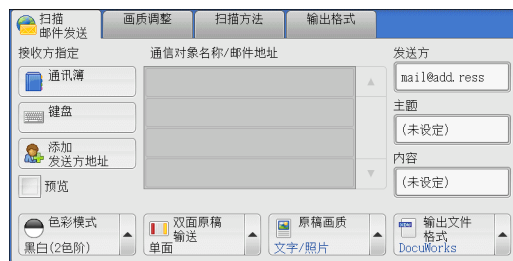 扫描
邮件发送
画质调整
扫描方法
输出格式
接收方指定
通信对象名称/邮件地址
发送方
通讯簿
mail@add.ress
键盘
主题
(未设定)
添加
发送方地址
内容
预览
(未设定)
色彩模式
黑白(2色阶)
双面原稿
输送
单面
原稿画质
文字/照片
输出文件
格式
DocuWorks